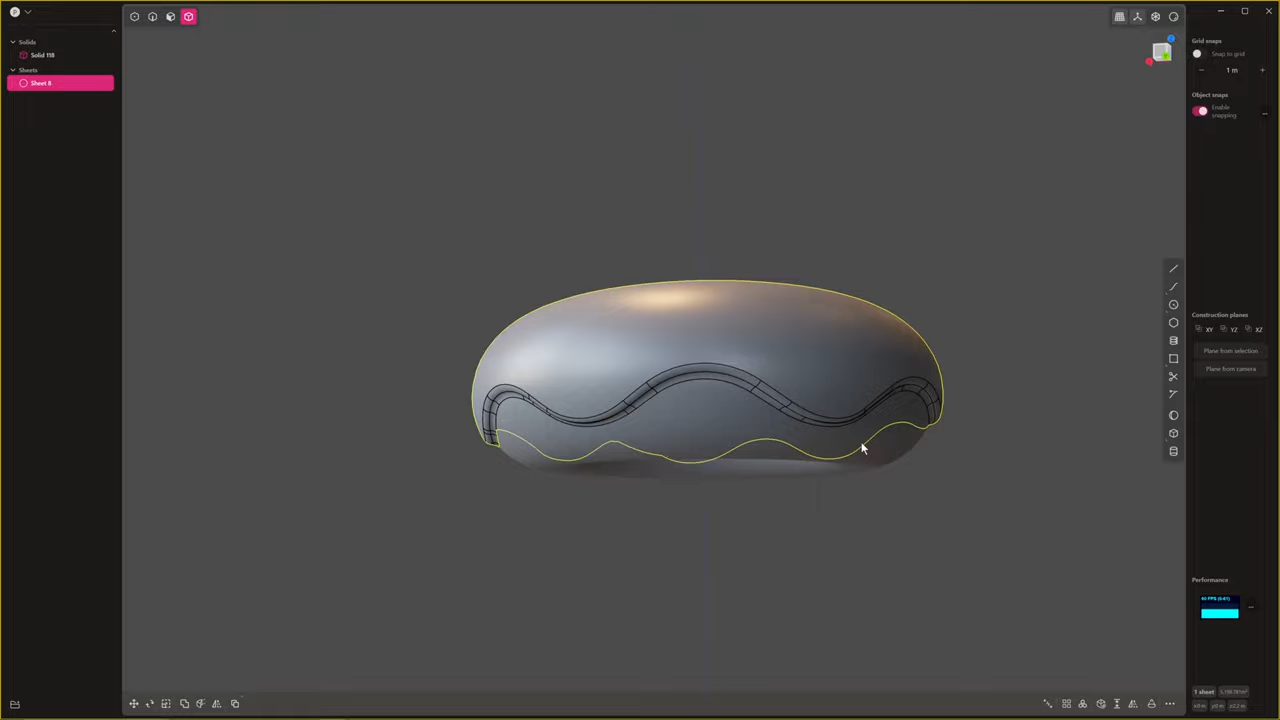 P
Solids
Solid 118
Sheets
Sheet 8
Grid snaps
Snap to grid
1 m
Object snaps
Enable
snapping
Construction planes
XY YZ XZ
Plane from selection
Plane from camera
Performance
1 sheet